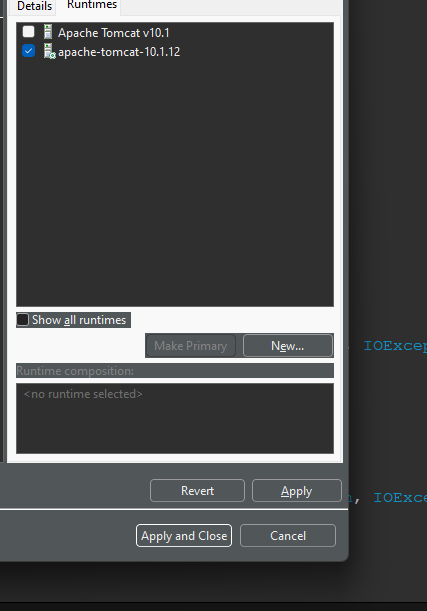 Details Runtimes
Apache Tomcat v10.1
apache-tomcat-10.1.12
Show all runtimes
Make Primary New...
, IOExcep
Runtime composition:
<no runtime selected>
Revert Apply
, IOExce
Apply and Close Cancel